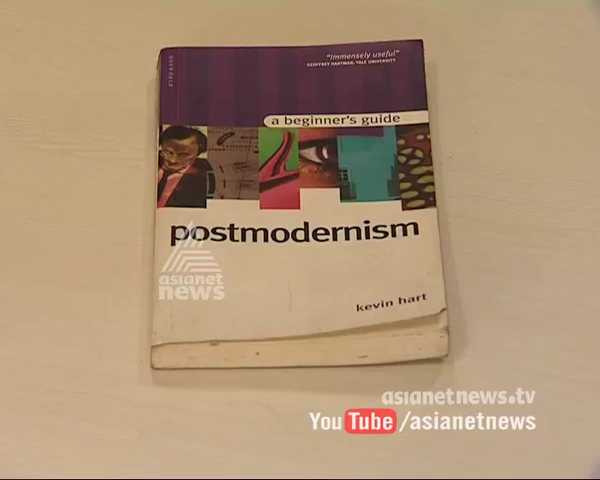 "Immensely useful"
GEOFFREY HARTMAN, YALE UNIVERSITY
a beginner's guide
postmodernism
asianet
news
kevin hart
asianetnews.tv
YouTube/asianetnews